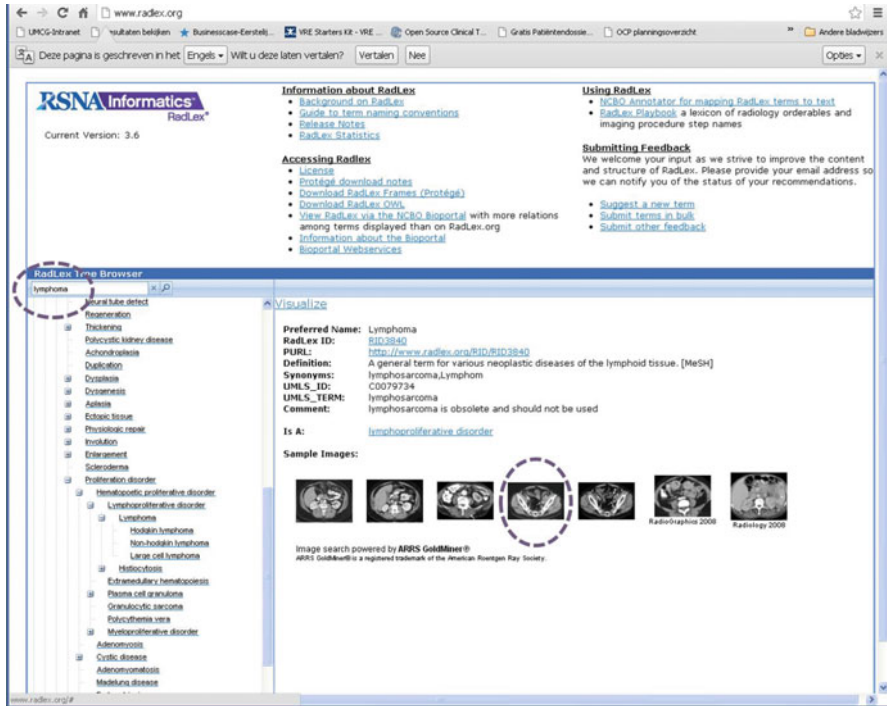 www.radlex.org
UMCG-Intranet
sultaten bekijken
Businesscase-Eerstelij...
VRE Starters Kit - VRE ...
Open Source Clinical T...
Gratis Patiëntendossie...
OCP planningsoverzicht
»
Andere bladwijzers
Deze pagina is geschreven in het Engels Wilt u deze laten vertalen? Vertalen Nee Opties
RSNA Informatics
RadLex®
Current Version: 3.6
Information about RadLex
• Background on RadLex
• Guide to term naming conventions
• Release Notes
• RadLex Statistics
Accessing Radlex
• License
• Protégé download notes
• Download RadLex Frames (Protégé)
• Download RadLex OWL
• View RadLex via the NCBO Bioportal with more relations
among terms displayed than on RadLex.org
• Information about the Bioportal
• Bioportal Webservices
Using RadLex
• NCBO Annotator for mapping RadLex terms to text
• RadLex Playbook a lexicon of radiology orderables and
imaging procedure step names
Submitting Feedback
We welcome your input as we strive to improve the content
and structure of RadLex. Please provide your email address so
we can notify you of the status of your recommendations.
• Suggest a new term
• Submit terms in bulk
• Submit other feedback
RadLex Tree Browser
lymphoma
Neural tube defect
Regeneration
Thickening
Polycystic kidney disease
Achondroplasia
Duplication
Dysplasia
Dysgenesis
Aplasia
Ectopic tissue
Physiologic repair
Involution
Enlargement
Scleroderma
Proliferation disorder
Hematopoetic proliferative disorder
Lymphoproliferative disorder
Lymphoma
Hodgkin lymphoma
Non-hodgkin lymphoma
Large cell lymphoma
Histiocytosis
Extramedullary hematopoiesis
Plasma cell granuloma
Granulocytic sarcoma
Polycythemia vera
Myeloproliferative disorder
Adenomyosis
Cystic disease
Adenomyomatosis
Madelung disease
www.radlex.org/#
Visualize
Preferred Name: Lymphoma
RadLex ID: RID3840
PURL: http://www.radlex.org/RID/RID3840
Definition: A general term for various neoplastic diseases of the lymphoid tissue. [MeSH]
Synonyms: lymphosarcoma,Lymphom
UMLS_ID: C0079734
UMLS_TERM: lymphosarcoma
Comment: lymphosarcoma is obsolete and should not be used
Is A: lymphoproliferative disorder
Sample Images:
RadioGraphics 2008
Radiology 2008
Image search powered by ARRS GoldMiner®
ARRS GoldMiner® is a registered trademark of the American Roentgen Ray Society.